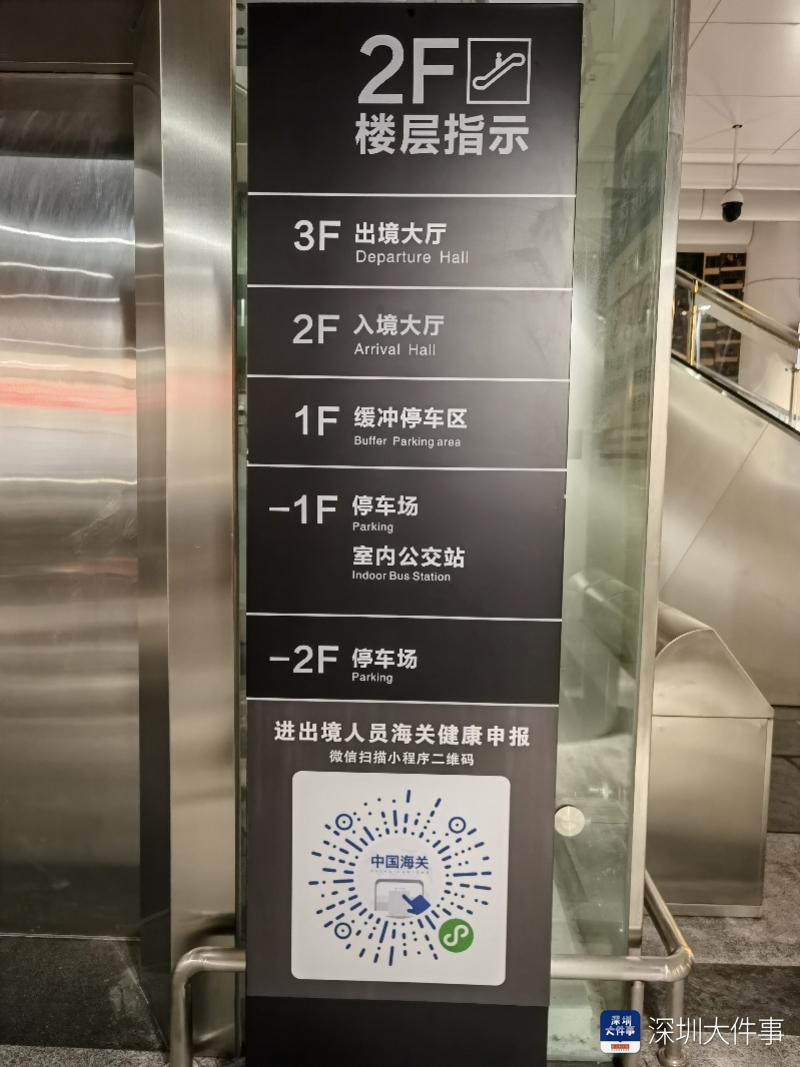 2F
楼层指示
3F 出境大厅
Departure Hall
2F 入境大厅
Arrival Hall
1F 缓冲停车区
Buffer Parking area
-1F 停车场
Parking
室内公交站
Indoor Bus Station
-2F 停车场
Parking
进出境人员海关健康申报
微信扫描小程序二维码
中国海关
深圳
大件事
深圳大件事